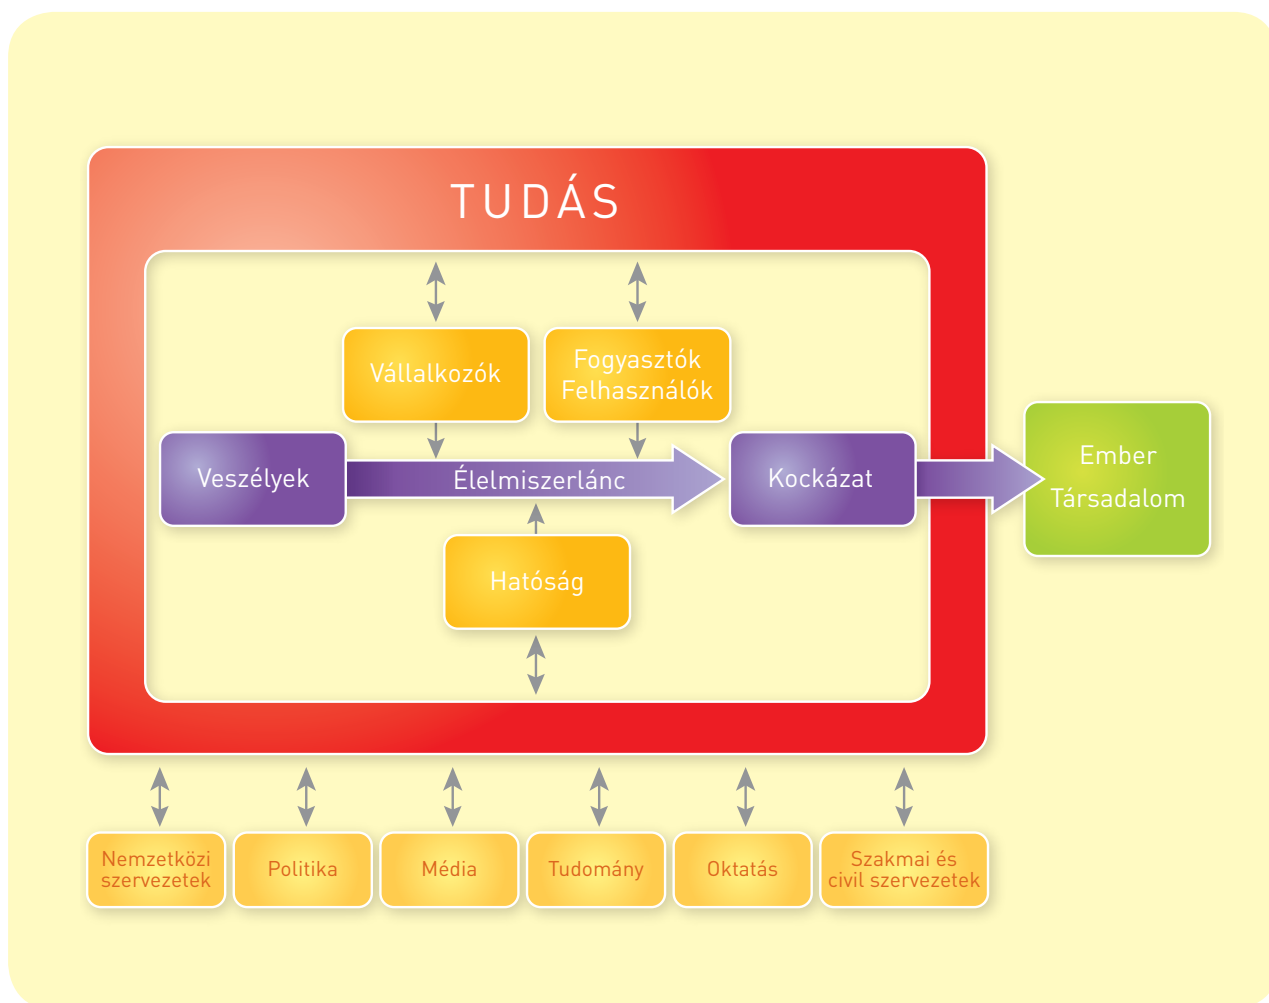 TUDÁS
Vállalkozók
Fogyasztók
Felhasználók
Veszélyek
Élelmiszerlánc
Kockázat
Ember
Társadalom
Hatóság
Nemzetközi
szervezetek
Politika
Média
Tudomány
Oktatás
Szakmai és
civil szervezetek